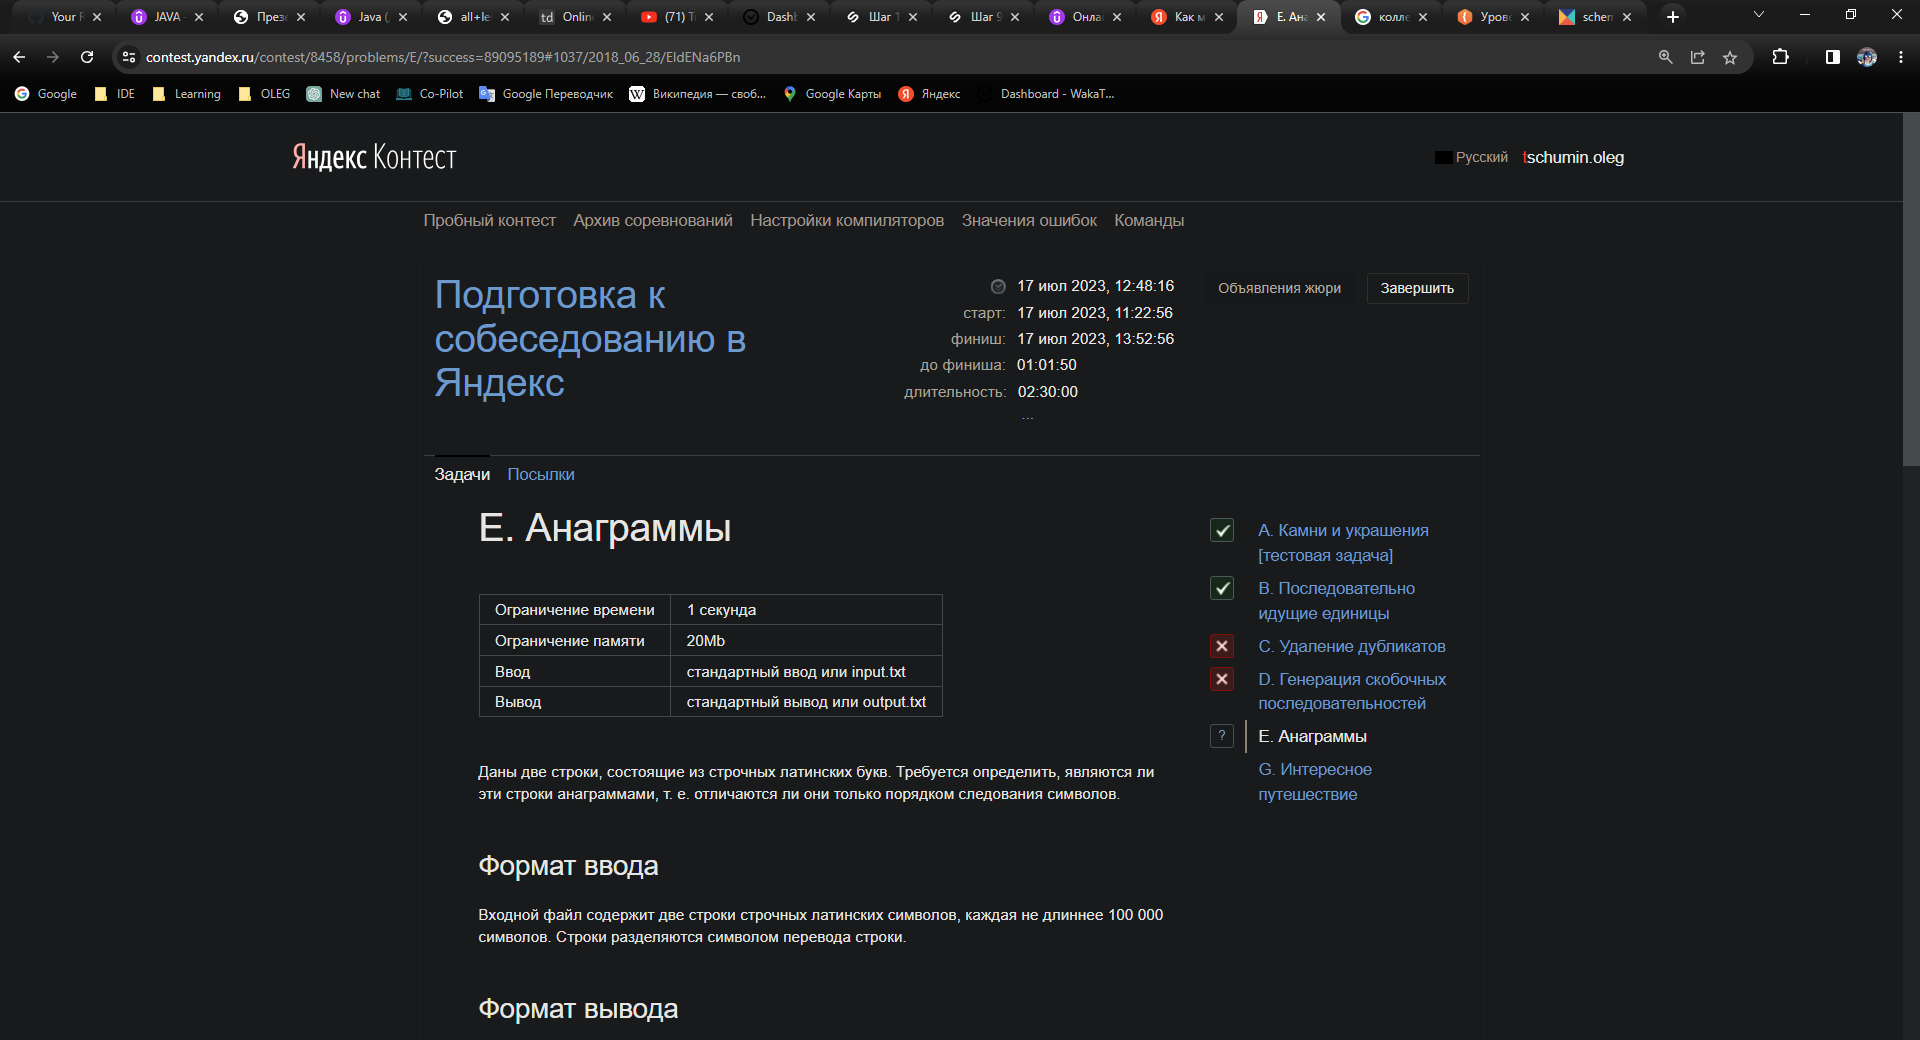 Your R
JAVA -
Презе
Java (
all+le
Onlin
(71) T
Dashb
Шаг 1
Шаг 9
Онла
Как м
E. Ана
колле
Урове
schem
contest.yandex.ru/contest/8458/problems/E/?success=89095189#1037/2018_06_28/EIdENa6PBn
Google IDE Learning OLEG New chat Co-Pilot Google Переводчик Википедия — своб... Google Карты Яндекс Dashboard - WakaT...
Яндекс Контест
Русский tschumin.oleg
Пробный контест Архив соревнований Настройки компиляторов Значения ошибок Команды
Подготовка к
собеседованию в
Яндекс
17 июл 2023, 12:48:16
старт: 17 июл 2023, 11:22:56
финиш: 17 июл 2023, 13:52:56
до финиша: 01:01:50
длительность: 02:30:00
...
Объявления жюри Завершить
Задачи Посылки
E. Анаграммы
Ограничение времени 1 секунда
Ограничение памяти 20Mb
Ввод стандартный ввод или input.txt
Вывод стандартный вывод или output.txt
Даны две строки, состоящие из строчных латинских букв. Требуется определить, являются ли
эти строки анаграммами, т. е. отличаются ли они только порядком следования символов.
Формат ввода
Входной файл содержит две строки строчных латинских символов, каждая не длиннее 100 000
символов. Строки разделяются символом перевода строки.
Формат вывода
A. Камни и украшения
[тестовая задача]
B. Последовательно
идущие единицы
C. Удаление дубликатов
D. Генерация скобочных
последовательностей
? E. Анаграммы
G. Интересное
путешествие